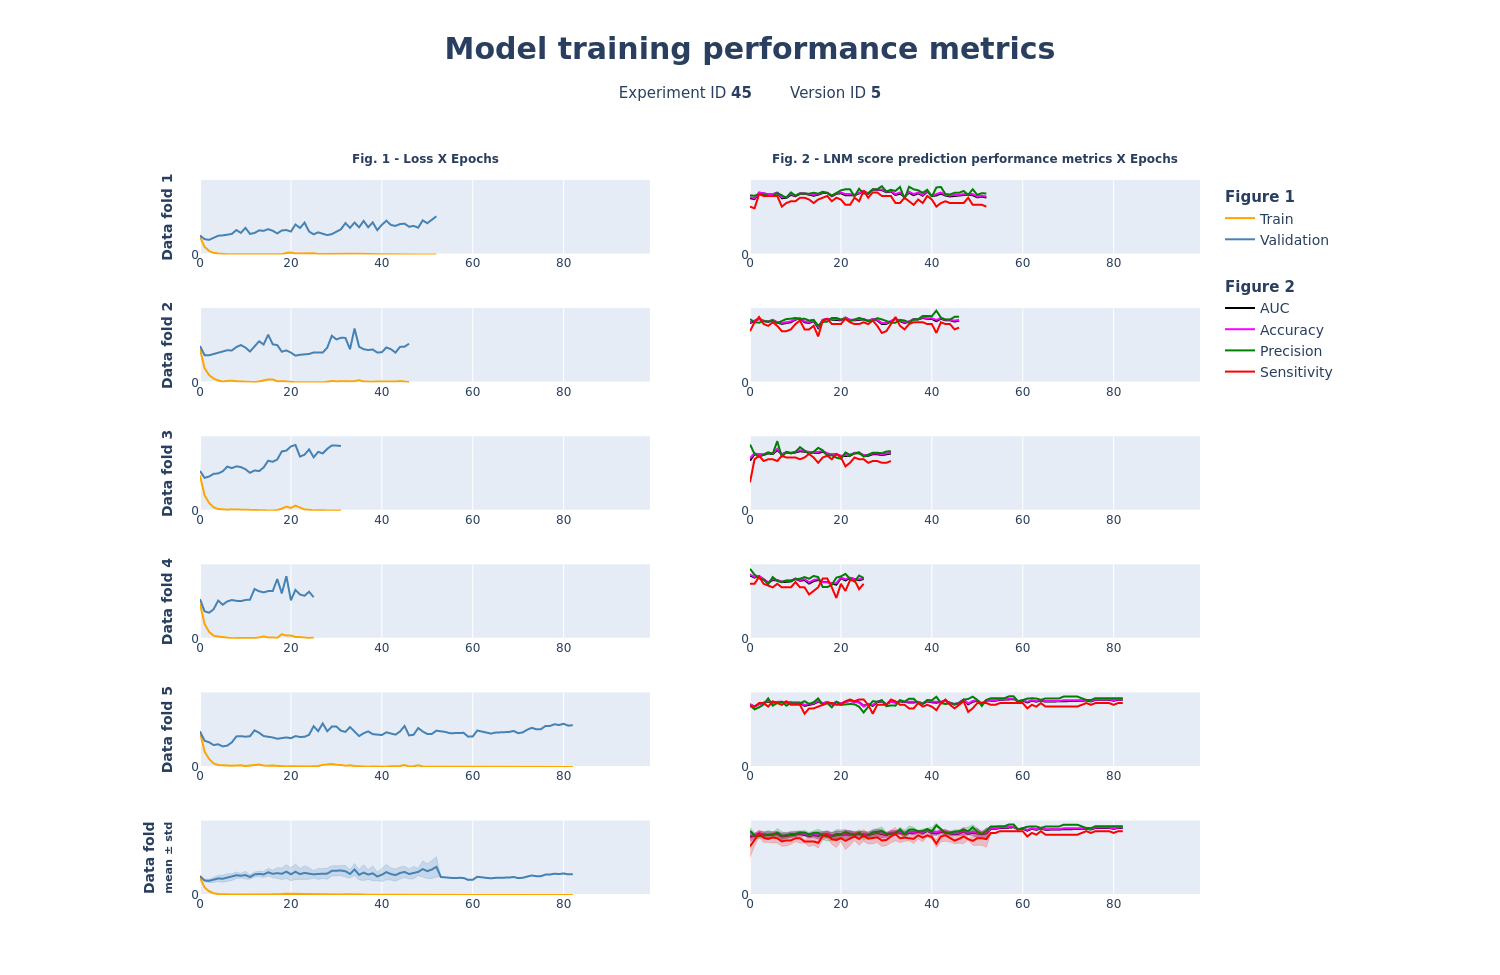 Model training performance metrics
Experiment ID 45 Version ID 5
Fig. 1 - Loss X Epochs
Fig. 2 - LNM score prediction performance metrics X Epochs
Data fold 1
0
0 20 40 60 80
0
0 20 40 60 80
Data fold 2
0
0 20 40 60 80
0
0 20 40 60 80
Data fold 3
0
0 20 40 60 80
0
0 20 40 60 80
Data fold 4
0
0 20 40 60 80
0
0 20 40 60 80
Data fold 5
0
0 20 40 60 80
0
0 20 40 60 80
Data fold
mean ± std
0
0 20 40 60 80
0
0 20 40 60 80
Figure 1
Train
Validation
Figure 2
AUC
Accuracy
Precision
Sensitivity